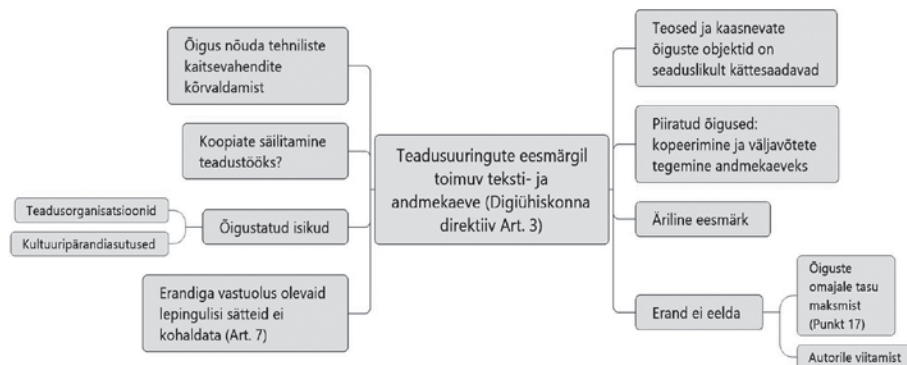 Õigus nõuda tehniliste
kaitsevahendite
kõrvaldamist
Koopiate säilitamine
teadustööks?
Teadusorganisatsioonid
Kultuuripärandiasutused
Õigustatud isikud
Erandiga vastuolus olevaid
lepingulisi sätteid ei
kohaldata (Art. 7)
Teadusuuringute eesmärgil
toimuv teksti- ja
andmekaeve (Digiühiskonna
direktiiv Art. 3)
Teosed ja kaasnevate
õiguste objektid on
seaduslikult kättesaadavad
Piiratud õigused:
kopeerimine ja väljavõtete
tegemine andmekaeveks
Äriline eesmärk
Erand ei eelda
Õiguste
omajale tasu
maksmist
(Punkt 17)
Autorile viitamist